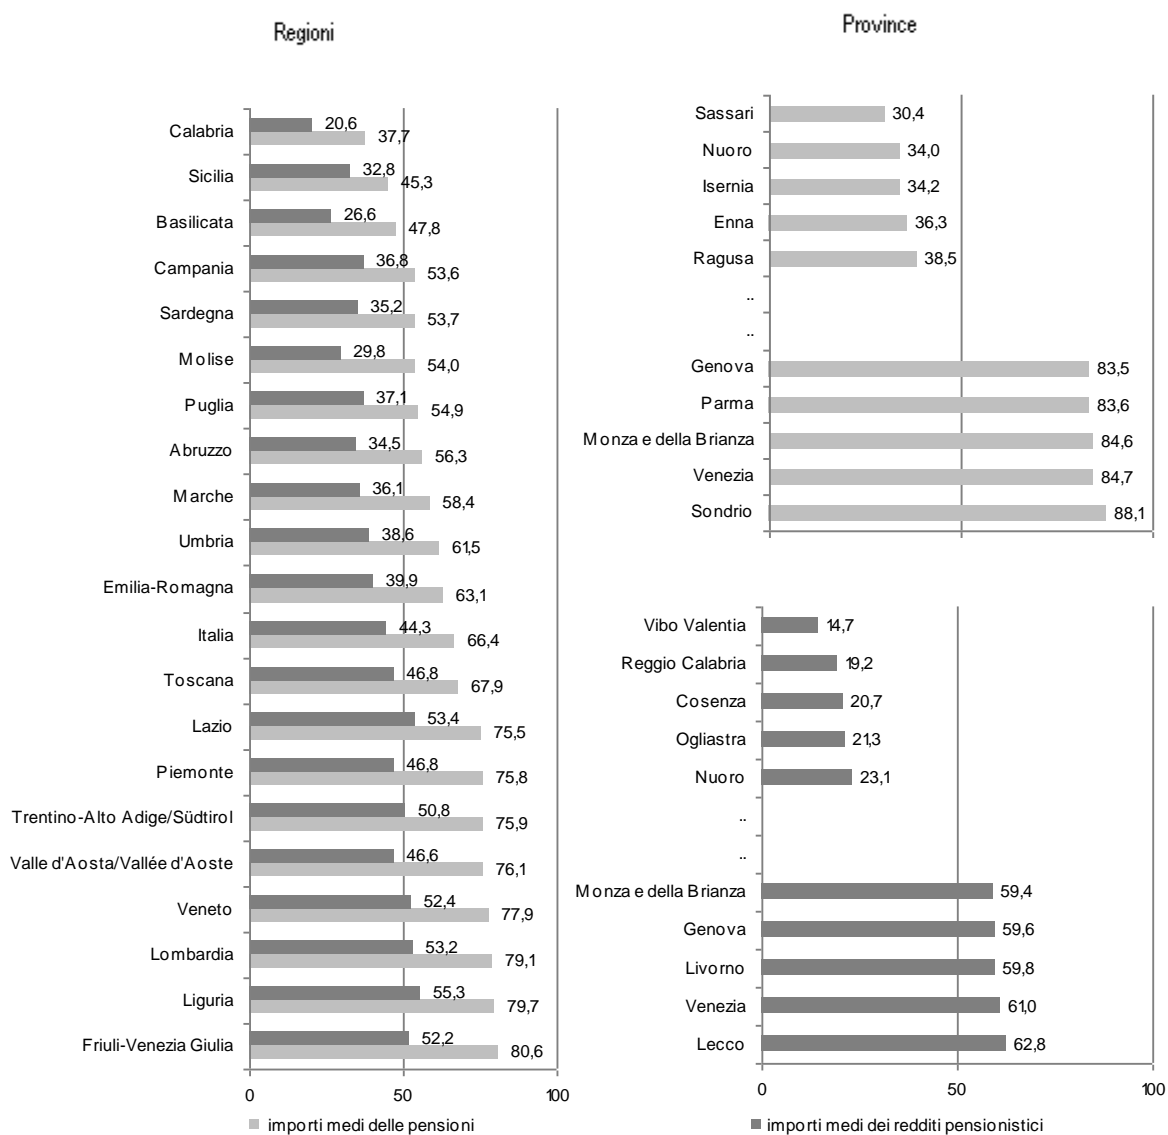 Regioni
Calabria 20,6 37,7
Sicilia 32,8 45,3
Basilicata 26,6 47,8
Campania 36,8 53,6
Sardegna 35,2 53,7
Molise 29,8 54,0
Puglia 37,1 54,9
Abruzzo 34,5 56,3
Marche 36,1 58,4
Umbria 38,6 61,5
Emilia-Romagna 39,9 63,1
Italia 44,3 66,4
Toscana 46,8 67,9
Lazio 53,4 75,5
Piemonte 46,8 75,8
Trentino-Alto Adige/Südtirol 50,8 75,9
Valle d'Aosta/Vallée d'Aoste 46,6 76,1
Veneto 52,4 77,9
Lombardia 53,2 79,1
Liguria 55,3 79,7
Friuli-Venezia Giulia 52,2 80,6
0 50 100
importi medi delle pensioni
Province
Sassari 30,4
Nuoro 34,0
Isernia 34,2
Enna 36,3
Ragusa 38,5
..
..
Genova 83,5
Parma 83,6
Monza e della Brianza 84,6
Venezia 84,7
Sondrio 88,1
Vibo Valentia 14,7
Reggio Calabria 19,2
Cosenza 20,7
Ogliastra 21,3
Nuoro 23,1
..
..
Monza e della Brianza 59,4
Genova 59,6
Livorno 59,8
Venezia 61,0
Lecco 62,8
0 50 100
importi medi dei redditi pensionistici